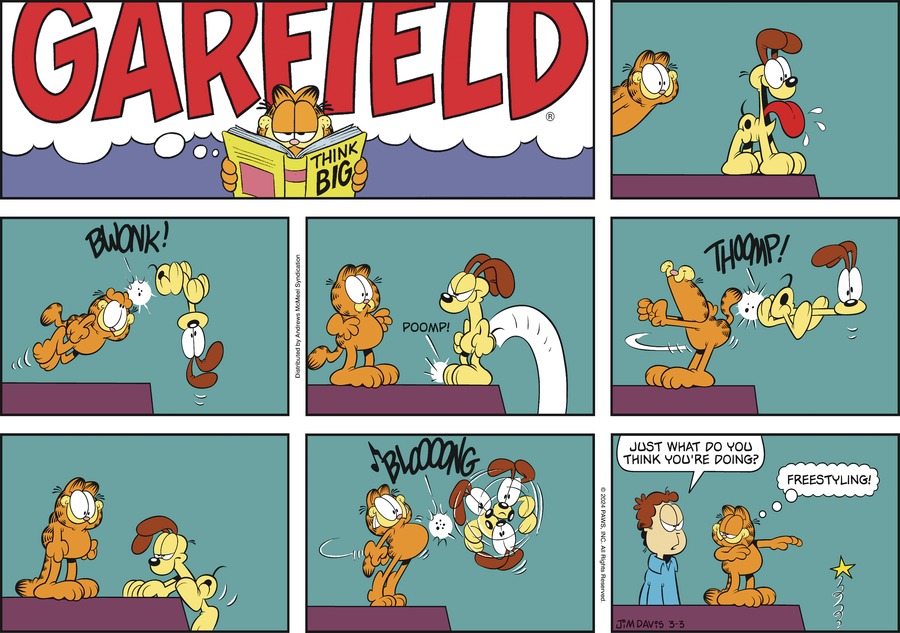 GARFIELD
®
THINK
BIG
BWONK!
Distributed by Andrews McMeel Syndication
POOMP!
THOOMP!
♪BLOOOONG
© 2024 PAWS, INC. All Rights Reserved.
JUST WHAT DO YOU
THINK YOU'RE DOING?
FREESTYLING!
JIM DAVIS 3-3